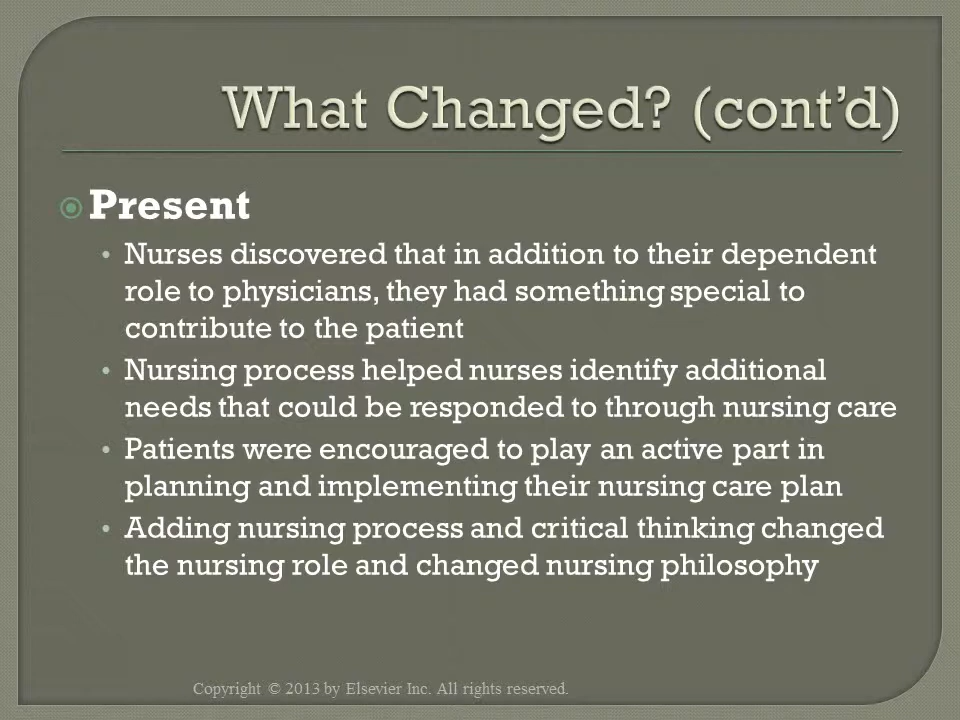 What Changed? (cont’d)
Present
• Nurses discovered that in addition to their dependent
role to physicians, they had something special to
contribute to the patient
• Nursing process helped nurses identify additional
needs that could be responded to through nursing care
• Patients were encouraged to play an active part in
planning and implementing their nursing care plan
• Adding nursing process and critical thinking changed
the nursing role and changed nursing philosophy
Copyright © 2013 by Elsevier Inc. All rights reserved.